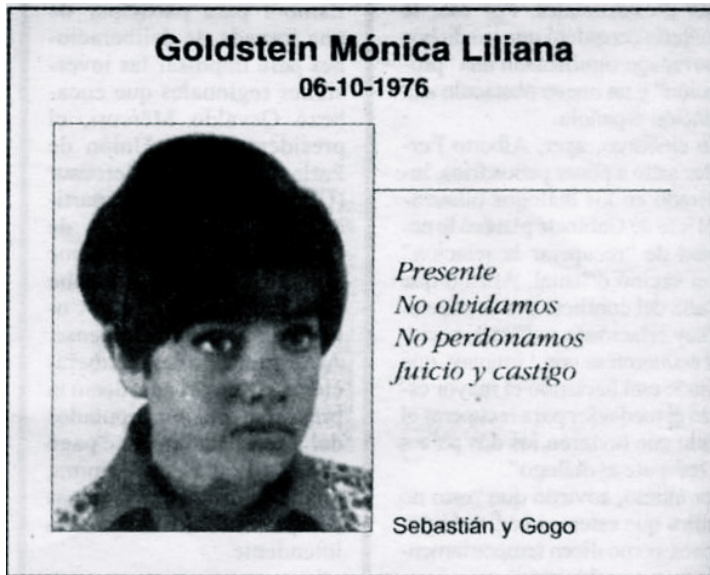 Goldstein Mónica Liliana
06-10-1976
Presente
No olvidamos
No perdonamos
Juicio y castigo
Sebastián y Gogo